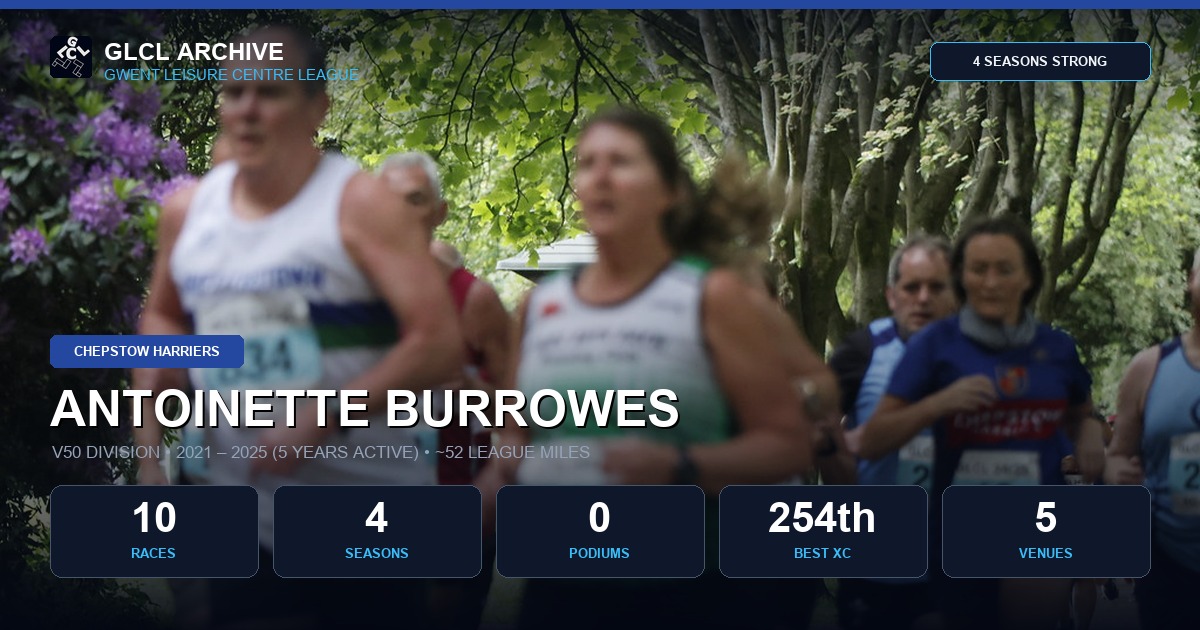 GLCL ARCHIVE
GWENT LEISURE CENTRE LEAGUE
4 SEASONS STRONG
34
CHEPSTOW HARRIERS
ANTOINETTE BURROWES
V50 DIVISION • 2021 – 2025 (5 YEARS ACTIVE) • ~52 LEAGUE MILES
10
RACES
4
SEASONS
0
PODIUMS
254th
BEST XC
5
VENUES